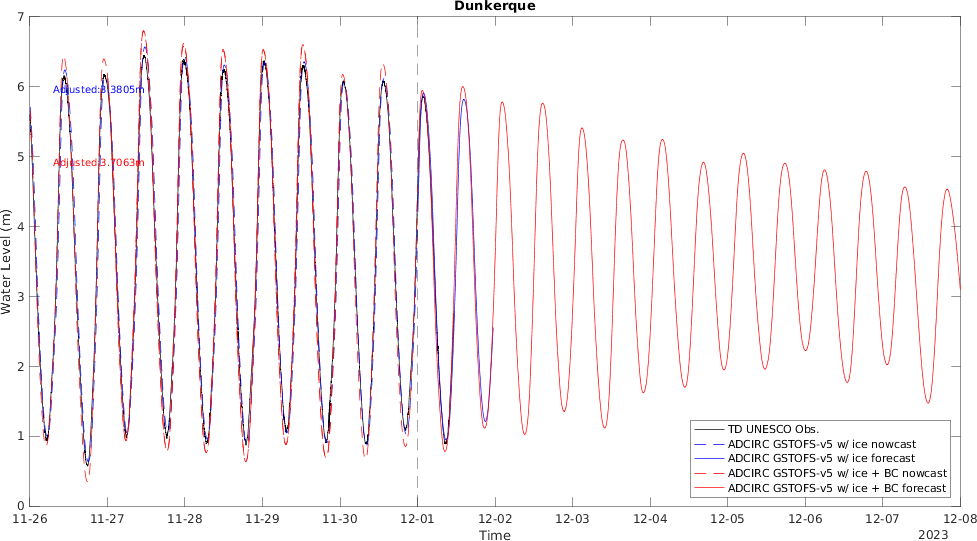 Dunkerque
7
6
5
4
3
2
1
0
Water Level (m)
Adjusted:3.3805m
Adjusted:3.7063m
TD UNESCO Obs.
ADCIRC GSTOFS-v5 w/ ice nowcast
ADCIRC GSTOFS-v5 w/ ice forecast
ADCIRC GSTOFS-v5 w/ ice + BC nowcast
ADCIRC GSTOFS-v5 w/ ice + BC forecast
11-26 11-27 11-28 11-29 11-30 12-01 12-02 12-03 12-04 12-05 12-06 12-07 12-08
Time
2023